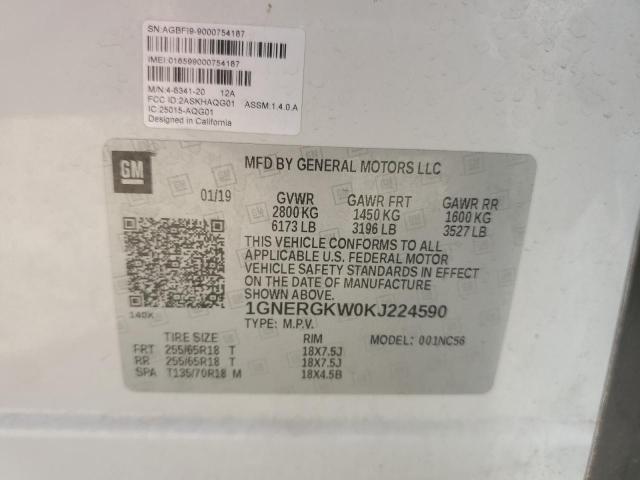 SN:AGBFI9-9000754187
IMEI:016599000754187
M/N:4-8341-20 12A
FCC ID:2ASKHAQG01 ASSM:1.4.0.A
IC:25015-AQG01
Designed in California
GM
MFD BY GENERAL MOTORS LLC
01/19 GVWR GAWR FRT GAWR RR
2800 KG 1450 KG 1600 KG
6173 LB 3196 LB 3527 LB
THIS VEHICLE CONFORMS TO ALL
APPLICABLE U.S. FEDERAL MOTOR
VEHICLE SAFETY STANDARDS IN EFFECT
ON THE DATE OF MANUFACTURE
SHOWN ABOVE.
140X 1GNERGKW0KJ224590
TYPE: M.P.V. MODEL: 001NC56
TIRE SIZE RIM
FRT 255/65R18 T 18X7.5J
RR 255/65R18 T 18X7.5J
SPA T135/70R18 M 18X4.5B